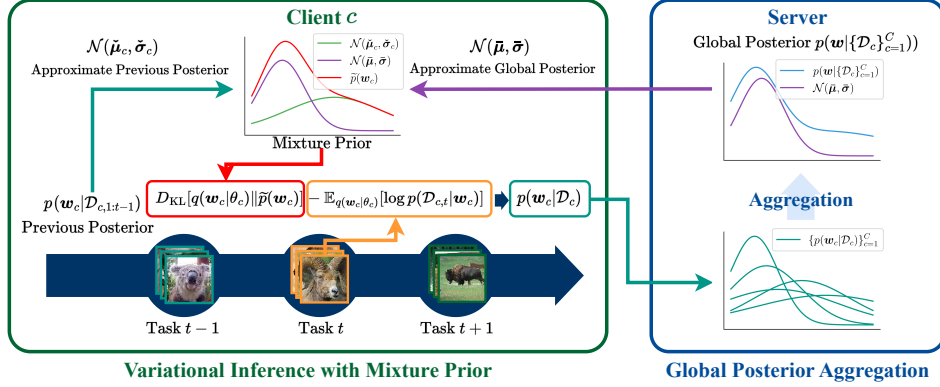 Client c
𝒩(μ̌_c, σ̌_c)
Approximate Previous Posterior
𝒩(μ̌_c, σ̌_c)
𝒩(μ̄, σ̄)
p̃(w_c)
Mixture Prior
𝒩(μ̄, σ̄)
Approximate Global Posterior
p(w_c|𝒟_{c,1:t−1})
Previous Posterior
D_KL[q(w_c|θ_c)‖p̃(w_c)] − 𝔼_{q(w_c|θ_c)}[log p(𝒟_{c,t}|w_c)]
p(w_c|𝒟_c)
Task t − 1
Task t
Task t + 1
Variational Inference with Mixture Prior
Server
Global Posterior p(w|{𝒟_c}_{c=1}^C))
p(w|{𝒟_c}_{c=1}^C)
𝒩(μ̄, σ̄)
Aggregation
{p(w_c|𝒟_c)}_{c=1}^C
Global Posterior Aggregation